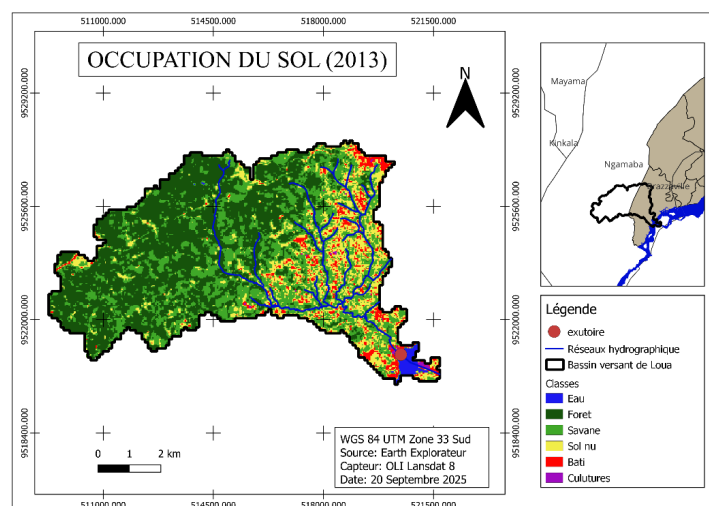 511000.000 514500.000 518000.000 521500.000
OCCUPATION DU SOL (2013)
N
9529200.000
9525600.000
9522000.000
9518400.000
9529200.000
9525600.000
9522000.000
9518400.000
0 1 2 km
WGS 84 UTM Zone 33 Sud
Source: Earth Explorateur
Capteur: OLI Lansdat 8
Date: 20 Septembre 2025
511000.000 514500.000 518000.000 521500.000
Mayama
Kinkala
Ngamaba
Brazzaville
Légende
exutoire
Réseaux hydrographique
Bassin versant de Loua
Classes
Eau
Foret
Savane
Sol nu
Bati
Culutures